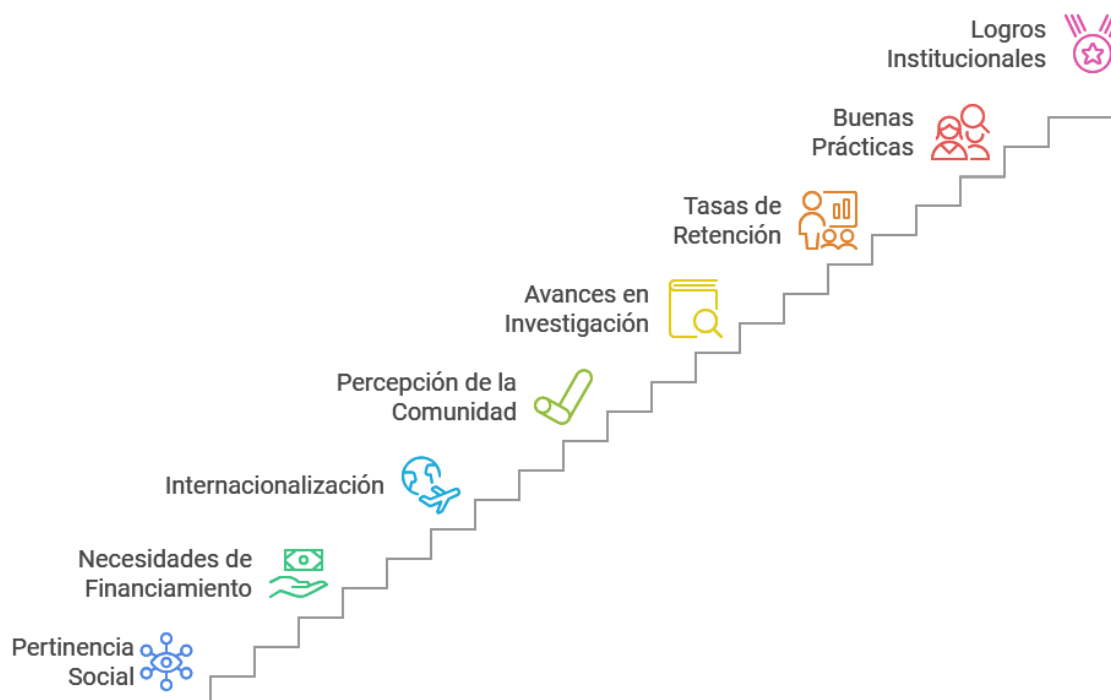 Logros
Institucionales
Buenas
Prácticas
Tasas de
Retención
Avances en
Investigación
Percepción de la
Comunidad
Internacionalización
Necesidades de
Financiamiento
Pertinencia
Social